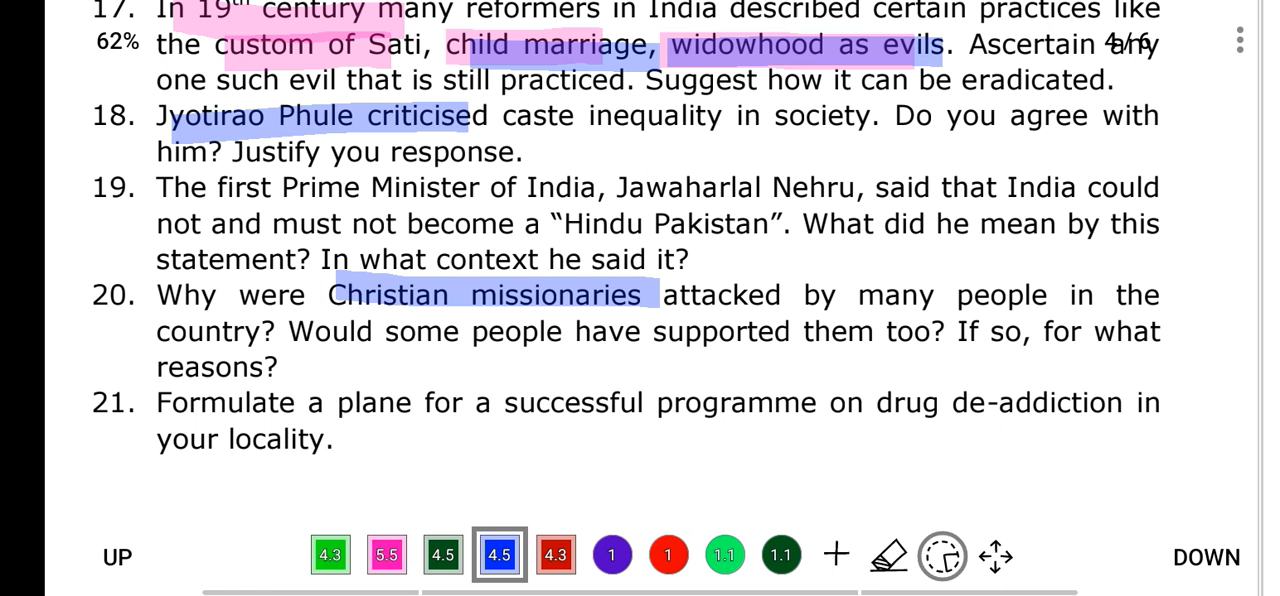 17. In 19th century many reformers in India described certain practices like
62% the custom of Sati, child marriage, widowhood as evils. Ascertain any 4/6
one such evil that is still practiced. Suggest how it can be eradicated.
18. Jyotirao Phule criticised caste inequality in society. Do you agree with
him? Justify you response.
19. The first Prime Minister of India, Jawaharlal Nehru, said that India could
not and must not become a “Hindu Pakistan”. What did he mean by this
statement? In what context he said it?
20. Why were Christian missionaries attacked by many people in the
country? Would some people have supported them too? If so, for what
reasons?
21. Formulate a plane for a successful programme on drug de-addiction in
your locality.
UP 4.3 5.5 4.5 4.5 4.3 1 1 1.1 1.1 DOWN